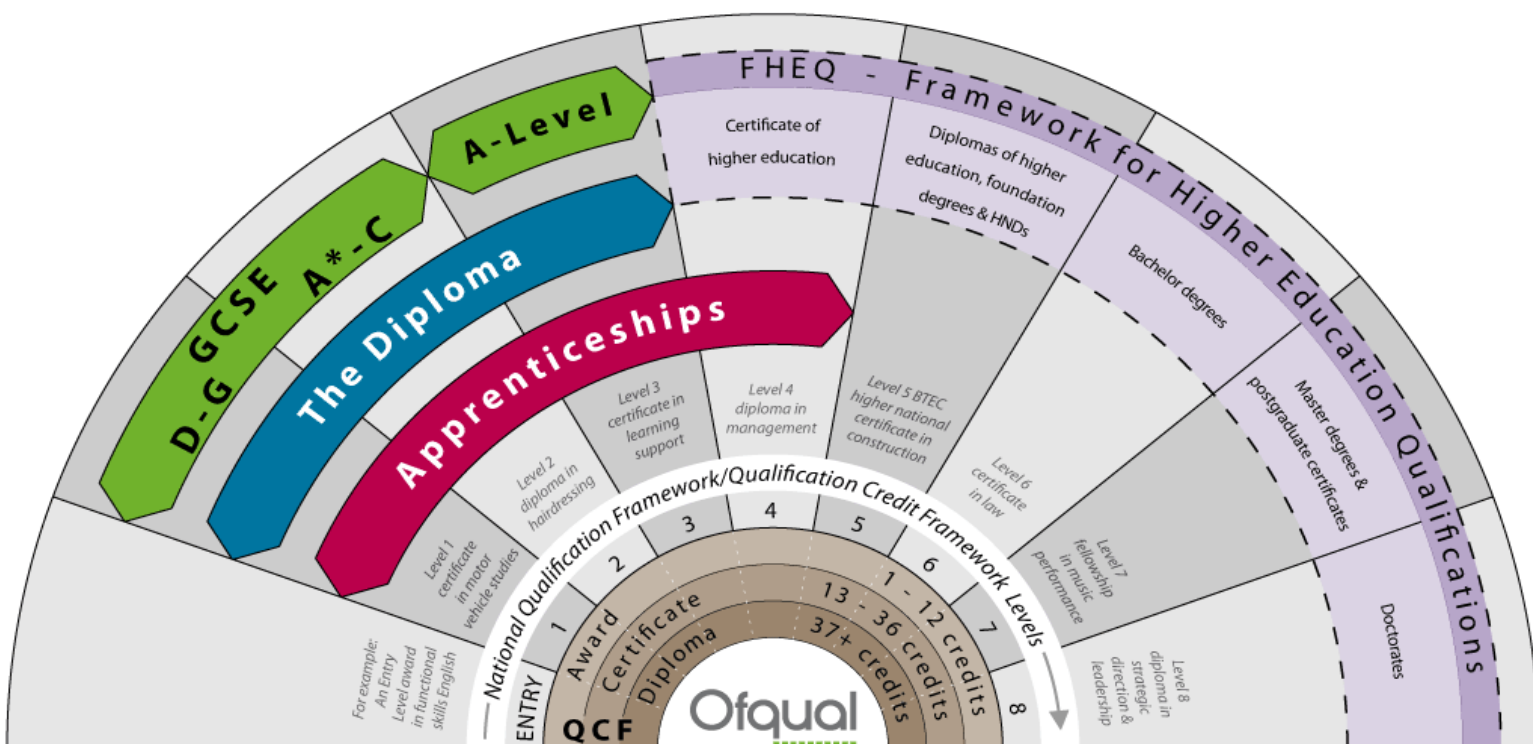 FHEQ - Framework for Higher Education Qualifications
A-Level
GCSE
D-G A*-C
The Diploma
Apprenticeships
Certificate of
higher education
Diplomas of higher
education, foundation
degrees & HNDs
Bachelor degrees
Master degrees &
postgraduate certificates
Doctorates
For example:
An Entry
Level award
in functional
skills English
Level 1
certificate
in motor
vehicle studies
Level 2
diploma in
hairdressing
Level 3
certificate in
learning
support
Level 4
diploma in
management
Level 5 BTEC
higher national
certificate in
construction
Level 6
certificate
in law
Level 7
fellowship
in music
performance
Level 8
diploma in
strategic
direction &
leadership
National Qualification Framework/Qualification Credit Framework Levels
ENTRY
1
2
3
4
5
6
7
8
Award
1 - 12 credits
Certificate
13 - 36 credits
Diploma
37+ credits
QCF
Ofqual